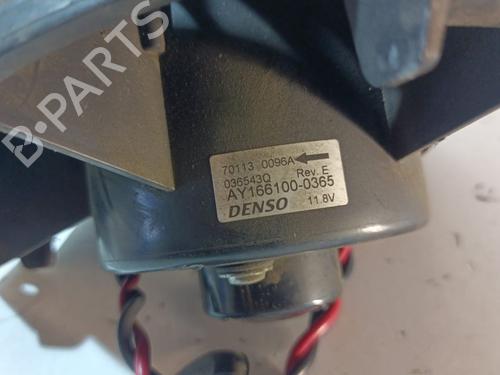 B-PARTS
70113 0096A
036543Q Rev. E
AY166100-0365
DENSO 11.8V